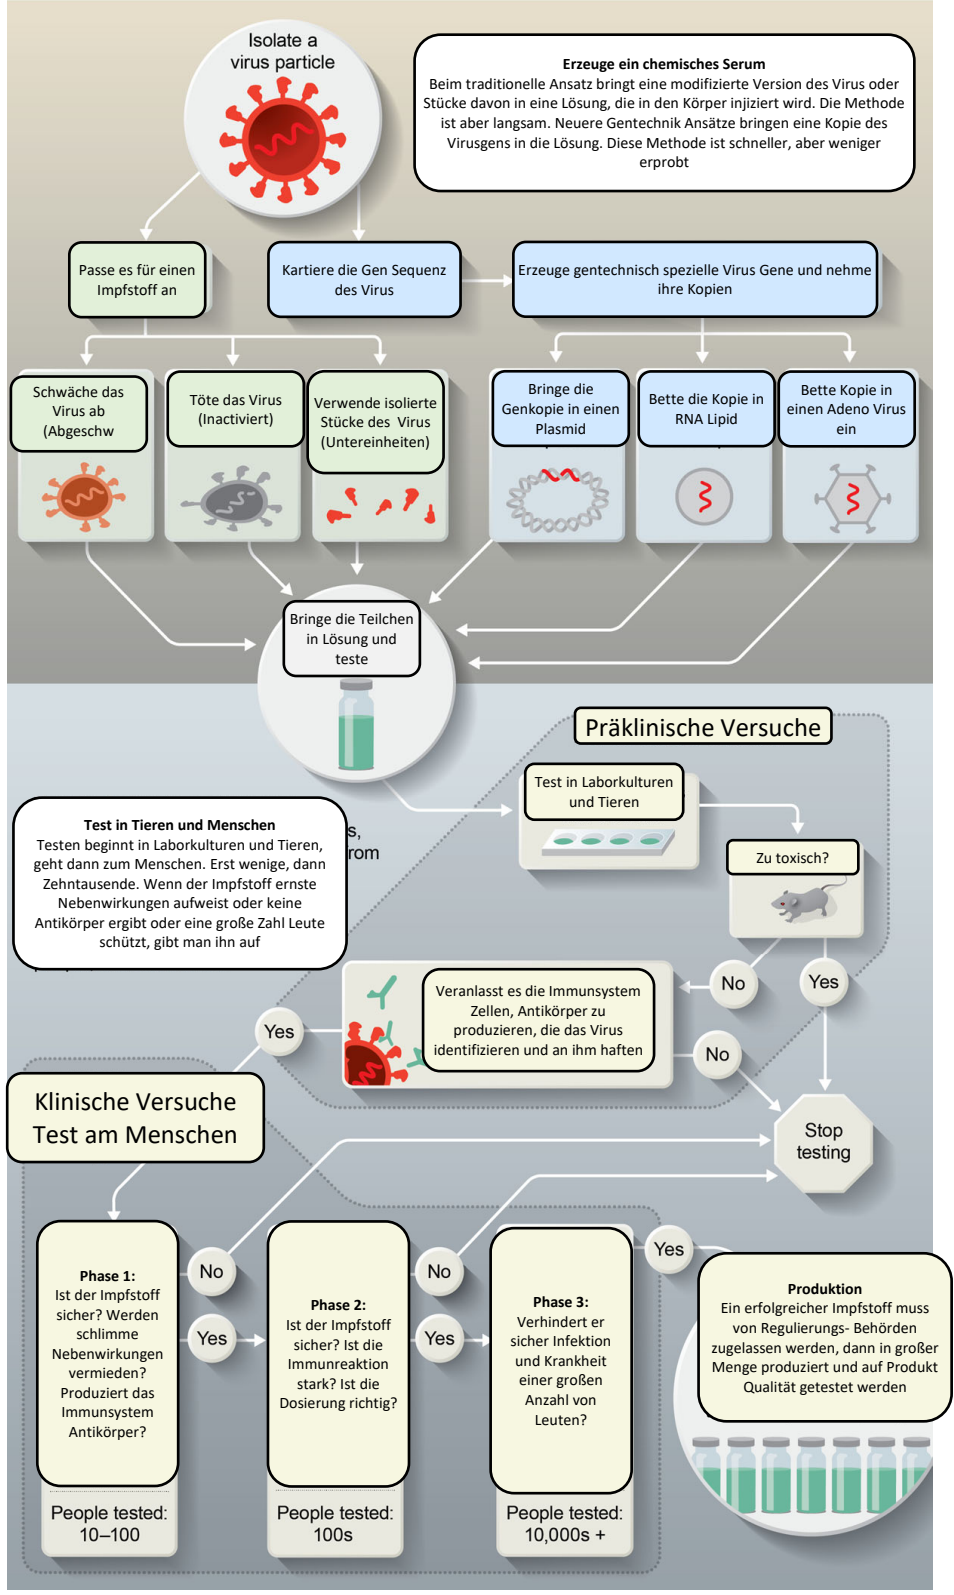 Isolate a
virus particle
Erzeuge ein chemisches Serum
Beim traditionelle Ansatz bringt eine modifizierte Version des Virus oder
Stücke davon in eine Lösung, die in den Körper injiziert wird. Die Methode
ist aber langsam. Neuere Gentechnik Ansätze bringen eine Kopie des
Virusgens in die Lösung. Diese Methode ist schneller, aber weniger
erprobt
Passe es für einen
Impfstoff an
Kartiere die Gen Sequenz
des Virus
Erzeuge gentechnisch spezielle Virus Gene und nehme
ihre Kopien
Schwäche das
Virus ab
(Abgeschw
Töte das Virus
(Inactiviert)
Verwende isolierte
Stücke des Virus
(Untereinheiten)
Bringe die
Genkopie in einen
Plasmid
Bette die Kopie in
RNA Lipid
Bette Kopie in
einen Adeno Virus
ein
Bringe die Teilchen
in Lösung und
teste
Präklinische Versuche
Test in Laborkulturen
und Tieren
Zu toxisch?
Test in Tieren und Menschen
Testen beginnt in Laborkulturen und Tieren,
geht dann zum Menschen. Erst wenige, dann
Zehntausende. Wenn der Impfstoff ernste
Nebenwirkungen aufweist oder keine
Antikörper ergibt oder eine große Zahl Leute
schützt, gibt man ihn auf
s,
rom
No
Yes
Veranlasst es die Immunsystem
Zellen, Antikörper zu
produzieren, die das Virus
identifizieren und an ihm haften
Yes
No
Klinische Versuche
Test am Menschen
Stop
testing
Phase 1:
Ist der Impfstoff
sicher? Werden
schlimme
Nebenwirkungen
vermieden?
Produziert das
Immunsystem
Antikörper?
No
Yes
Phase 2:
Ist der Impfstoff
sicher? Ist die
Immunreaktion
stark? Ist die
Dosierung richtig?
No
Yes
Phase 3:
Verhindert er
sicher Infektion
und Krankheit
einer großen
Anzahl von
Leuten?
Yes
Produktion
Ein erfolgreicher Impfstoff muss
von Regulierungs- Behörden
zugelassen werden, dann in großer
Menge produziert und auf Produkt
Qualität getestet werden
People tested:
10–100
People tested:
100s
People tested:
10,000s +